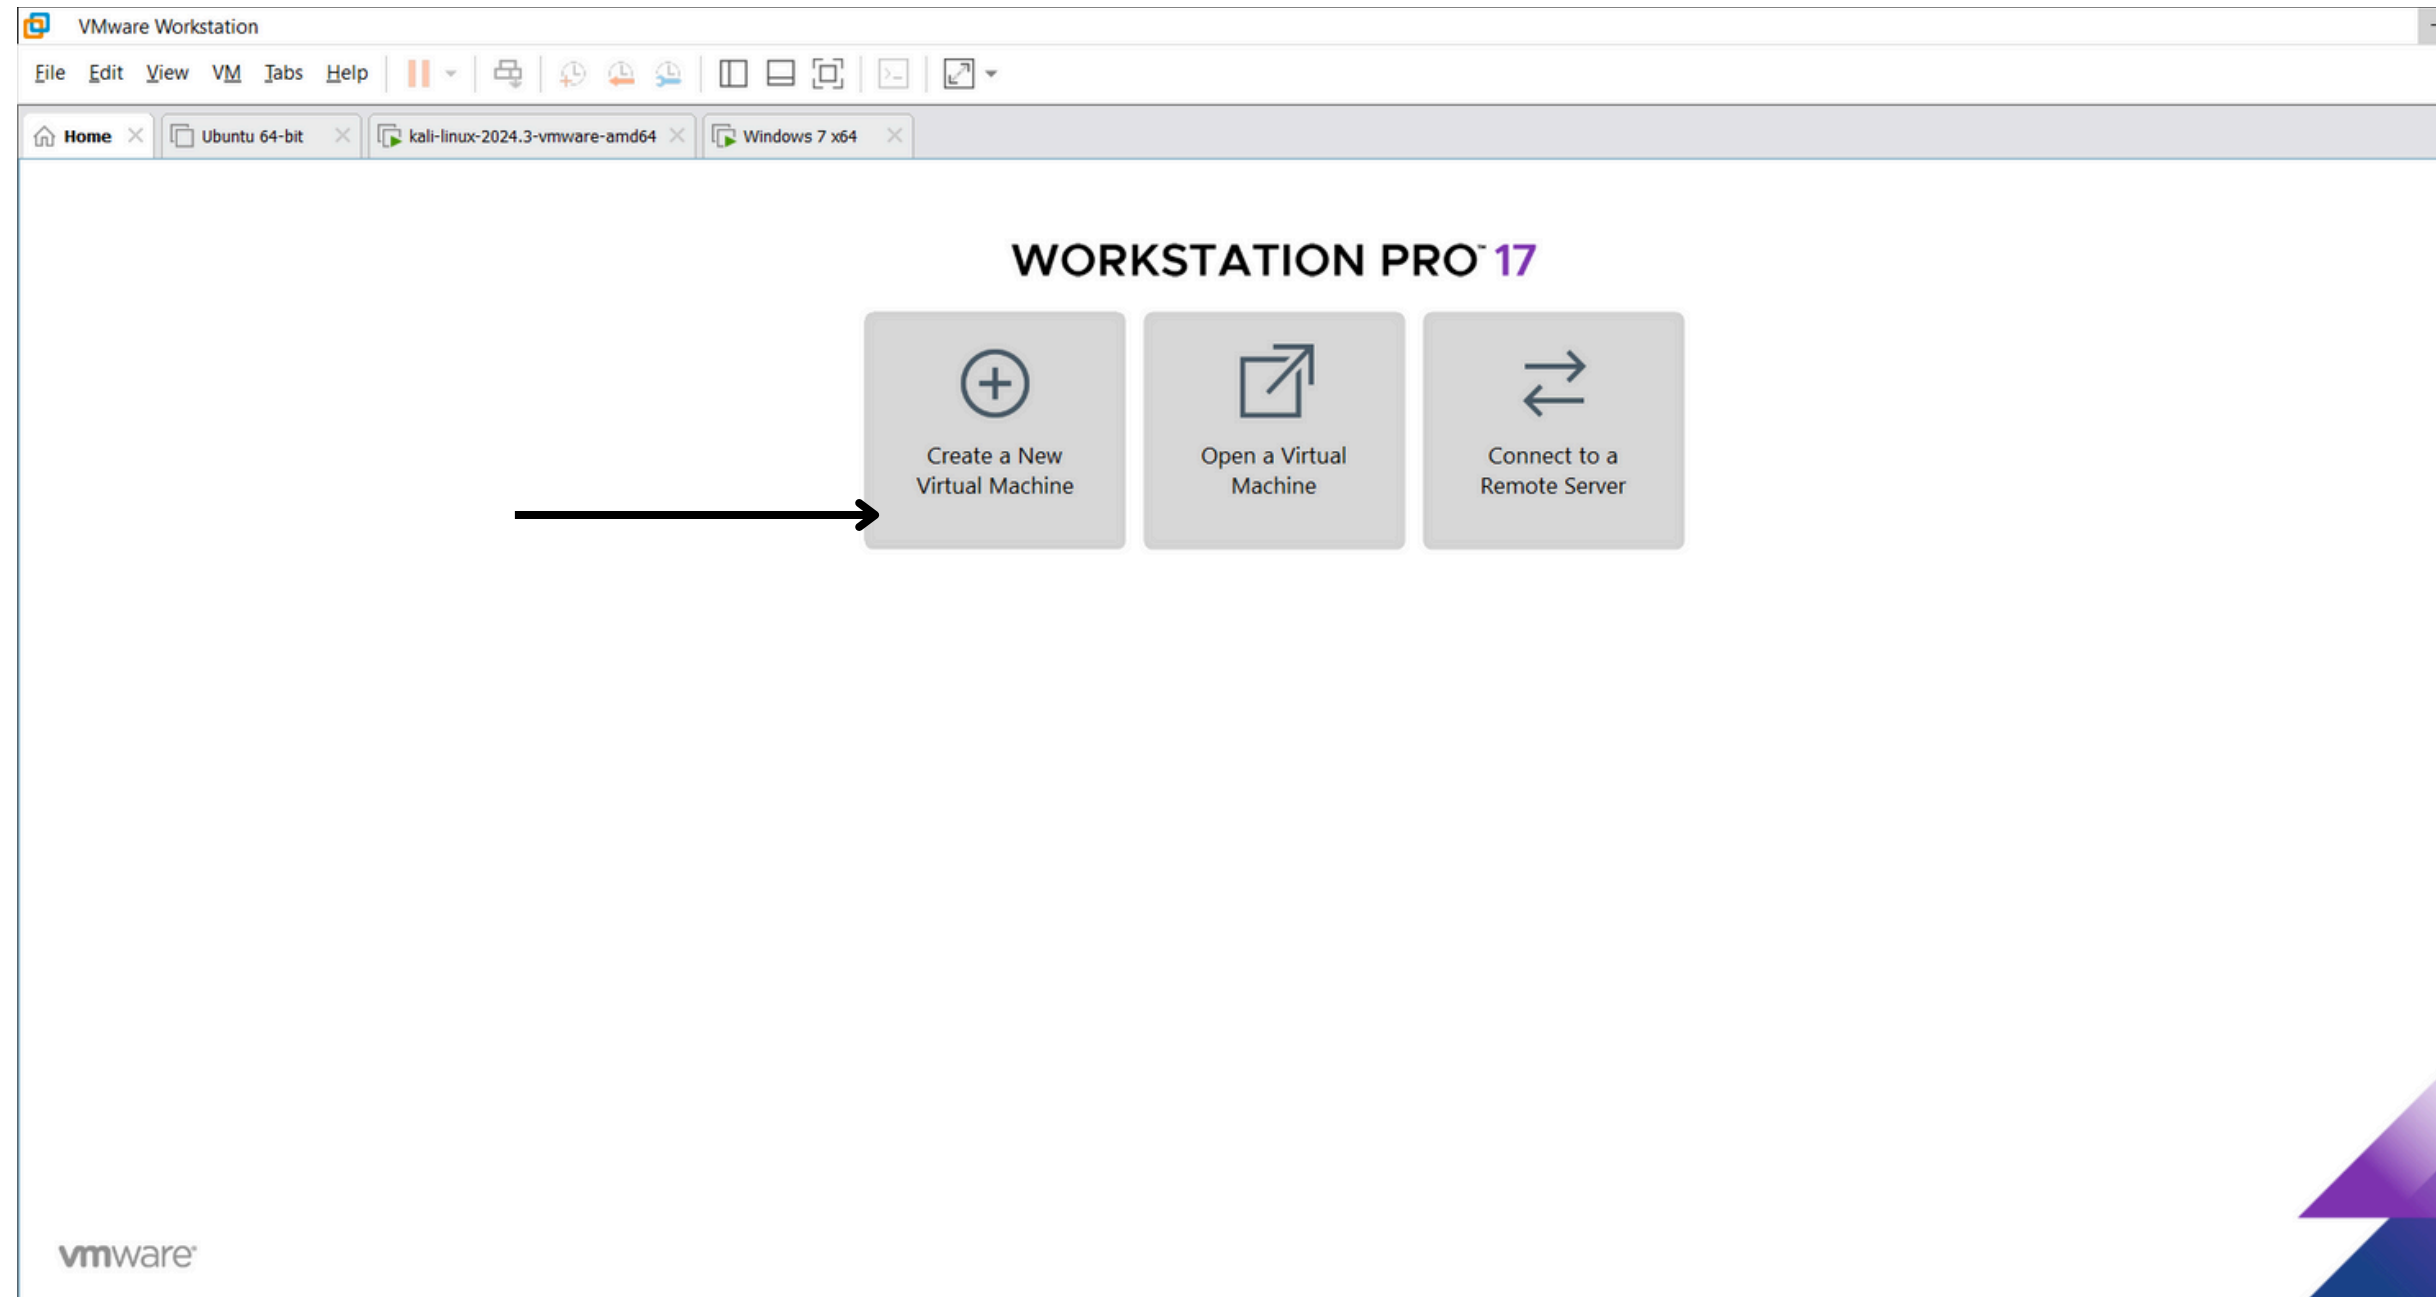 VMware Workstation
File Edit View VM Tabs Help
Home Ubuntu 64-bit kali-linux-2024.3-vmware-amd64 Windows 7 x64
WORKSTATION PRO™ 17
Create a New
Virtual Machine
Open a Virtual
Machine
Connect to a
Remote Server
vmware®